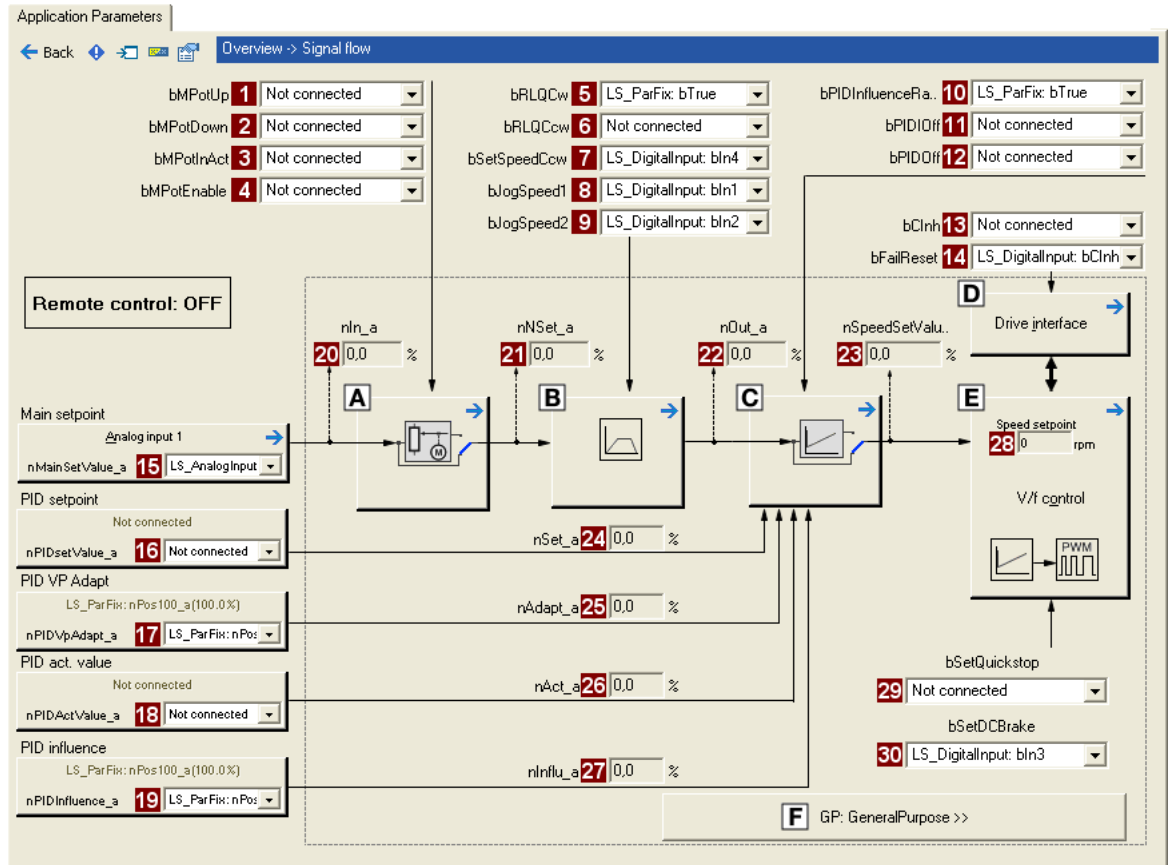 Application Parameters
Back Overview -> Signal flow
bMPotUp 1 Not connected
bMPotDown 2 Not connected
bMPotInAct 3 Not connected
bMPotEnable 4 Not connected
bRLQCw 5 LS_ParFix: bTrue
bRLQCcw 6 Not connected
bSetSpeedCcw 7 LS_DigitalInput: bIn4
bJogSpeed1 8 LS_DigitalInput: bIn1
bJogSpeed2 9 LS_DigitalInput: bIn2
bPIDInfluenceRa.. 10 LS_ParFix: bTrue
bPIDIOff 11 Not connected
bPIDOff 12 Not connected
bCInh 13 Not connected
bFailReset 14 LS_DigitalInput: bCInh
Remote control: OFF
D
Drive interface
nIn_a
20 0,0 %
nNSet_a
21 0,0 %
nOut_a
22 0,0 %
nSpeedSetValu..
23 0,0 %
A
M
B
C
E
Speed setpoint
28 0 rpm
V/f control
PWM
Main setpoint
Analog input 1
nMainSetValue_a 15 LS_AnalogInput
PID setpoint
Not connected
nPIDsetValue_a 16 Not connected
nSet_a 24 0,0 %
PID VP Adapt
LS_ParFix: nPos100_a(100.0%)
nPIDVpAdapt_a 17 LS_ParFix: nPos
nAdapt_a 25 0,0 %
PID act. value
Not connected
nPIDActValue_a 18 Not connected
nAct_a 26 0,0 %
PID influence
LS_ParFix: nPos100_a(100.0%)
nPIDInfluence_a 19 LS_ParFix: nPos
nInflu_a 27 0,0 %
bSetQuickstop
29 Not connected
bSetDCBrake
30 LS_DigitalInput: bIn3
F GP: GeneralPurpose >>